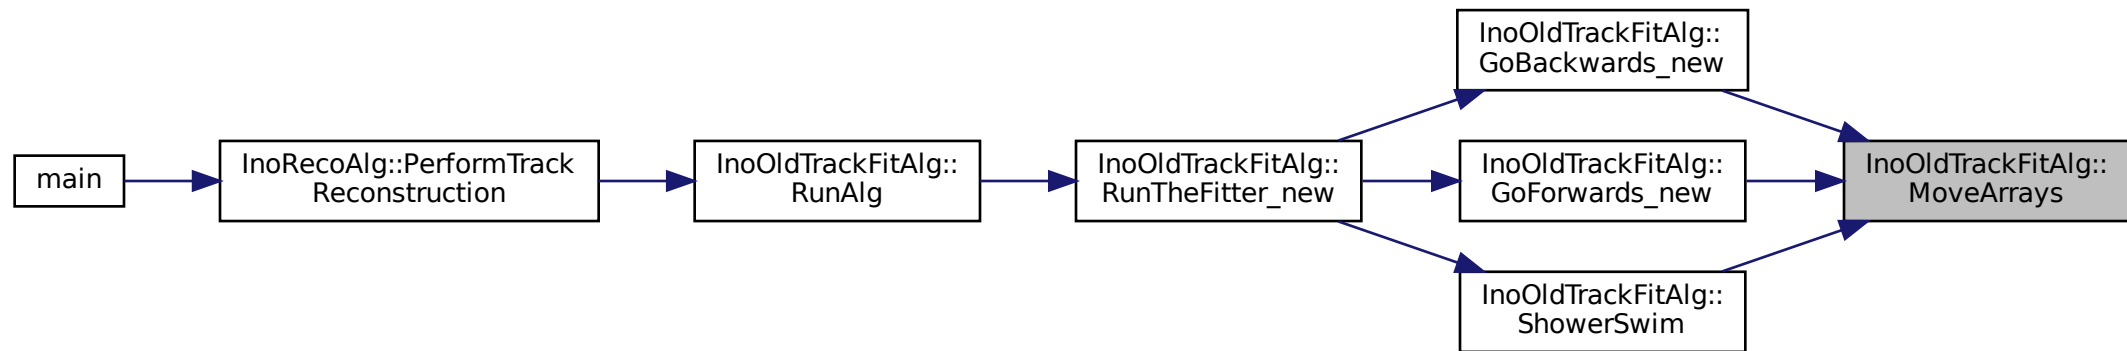 main
InoRecoAlg::PerformTrack
Reconstruction
InoOldTrackFitAlg::
RunAlg
InoOldTrackFitAlg::
RunTheFitter_new
InoOldTrackFitAlg::
GoBackwards_new
InoOldTrackFitAlg::
GoForwards_new
InoOldTrackFitAlg::
ShowerSwim
InoOldTrackFitAlg::
MoveArrays